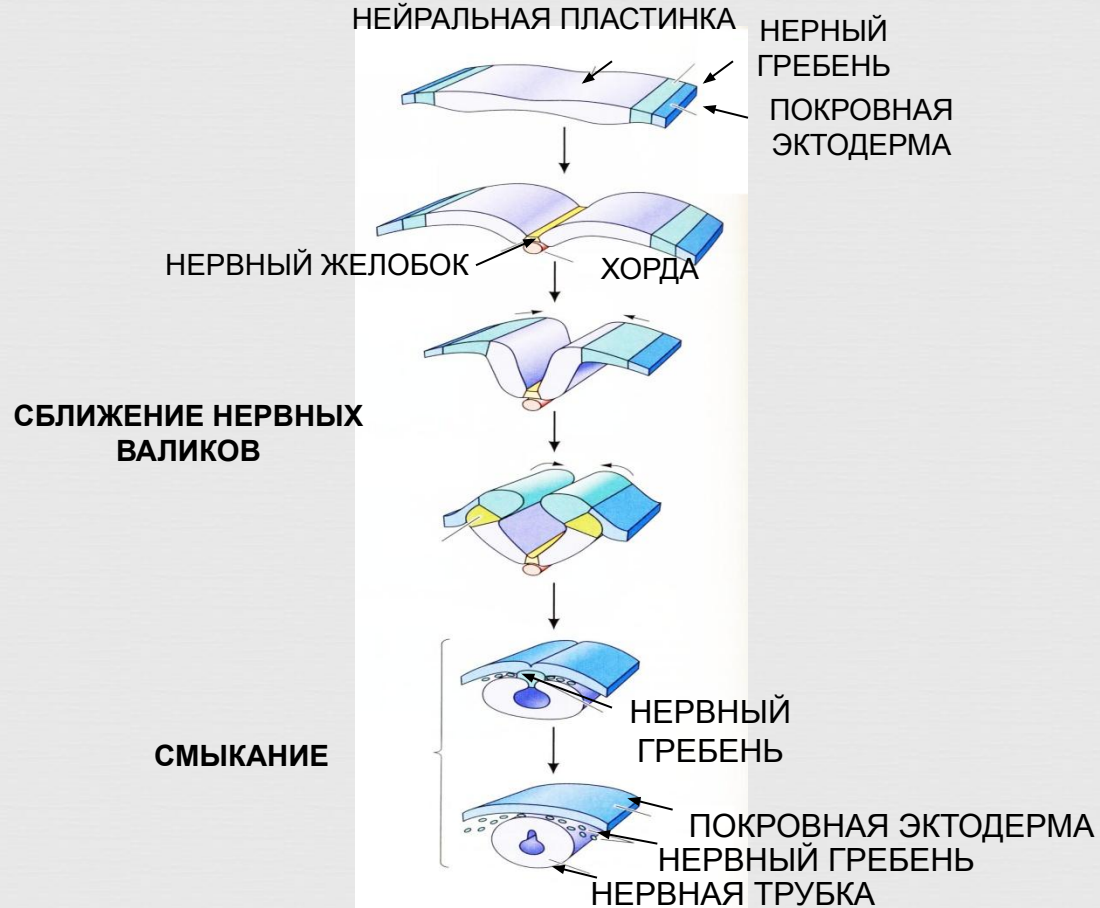 НЕЙРАЛЬНАЯ ПЛАСТИНКА
НЕРНЫЙ
ГРЕБЕНЬ
ПОКРОВНАЯ
ЭКТОДЕРМА
НЕРВНЫЙ ЖЕЛОБОК
ХОРДА
СБЛИЖЕНИЕ НЕРВНЫХ
ВАЛИКОВ
НЕРВНЫЙ
ГРЕБЕНЬ
СМЫКАНИЕ
ПОКРОВНАЯ ЭКТОДЕРМА
НЕРВНЫЙ ГРЕБЕНЬ
НЕРВНАЯ ТРУБКА